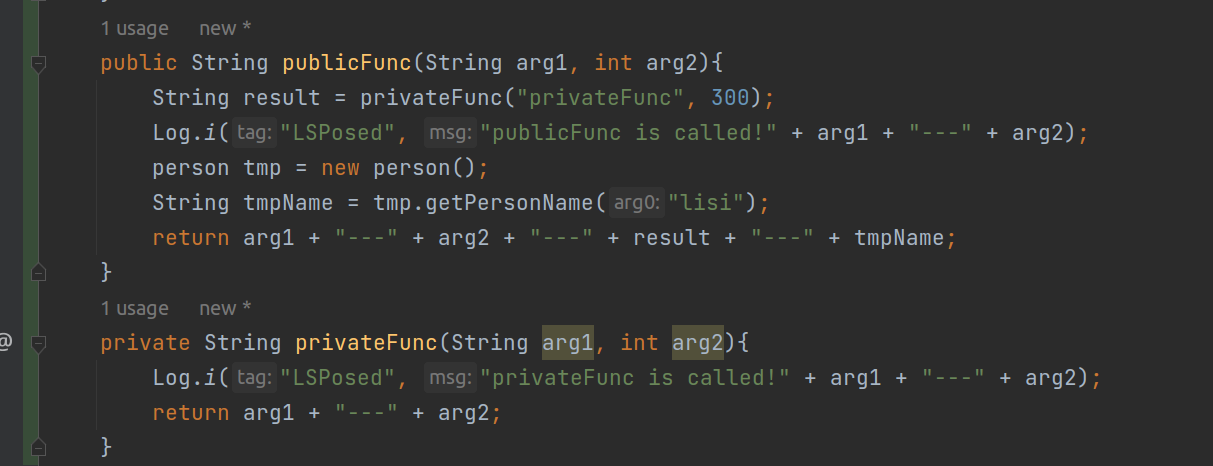 1 usage new *
public String publicFunc(String arg1, int arg2){
String result = privateFunc("privateFunc", 300);
Log.i( tag: "LSPosed", msg: "publicFunc is called!" + arg1 + "---" + arg2);
person tmp = new person();
String tmpName = tmp.getPersonName( arg0: "lisi");
return arg1 + "---" + arg2 + "---" + result + "---" + tmpName;
}
1 usage new *
@ private String privateFunc(String arg1, int arg2){
Log.i( tag: "LSPosed", msg: "privateFunc is called!" + arg1 + "---" + arg2);
return arg1 + "---" + arg2;
}